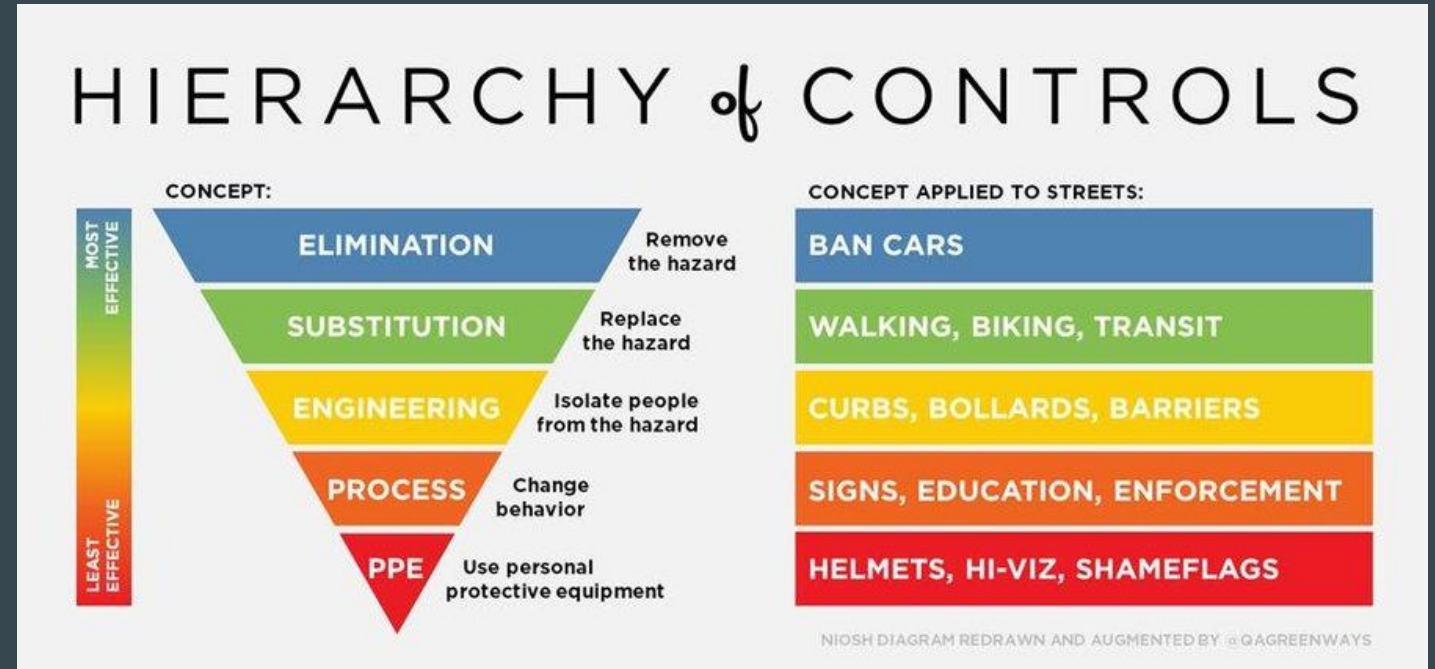 HIERARCHY of CONTROLS
CONCEPT:
MOST
EFFECTIVE
LEAST
EFFECTIVE
ELIMINATION
Remove
the hazard
SUBSTITUTION
Replace
the hazard
ENGINEERING
Isolate people
from the hazard
PROCESS
Change
behavior
PPE
Use personal
protective equipment
CONCEPT APPLIED TO STREETS:
BAN CARS
WALKING, BIKING, TRANSIT
CURBS, BOLLARDS, BARRIERS
SIGNS, EDUCATION, ENFORCEMENT
HELMETS, HI-VIZ, SHAMEFLAGS
NIOSH DIAGRAM REDRAWN AND AUGMENTED BY @QAGREENWAYS